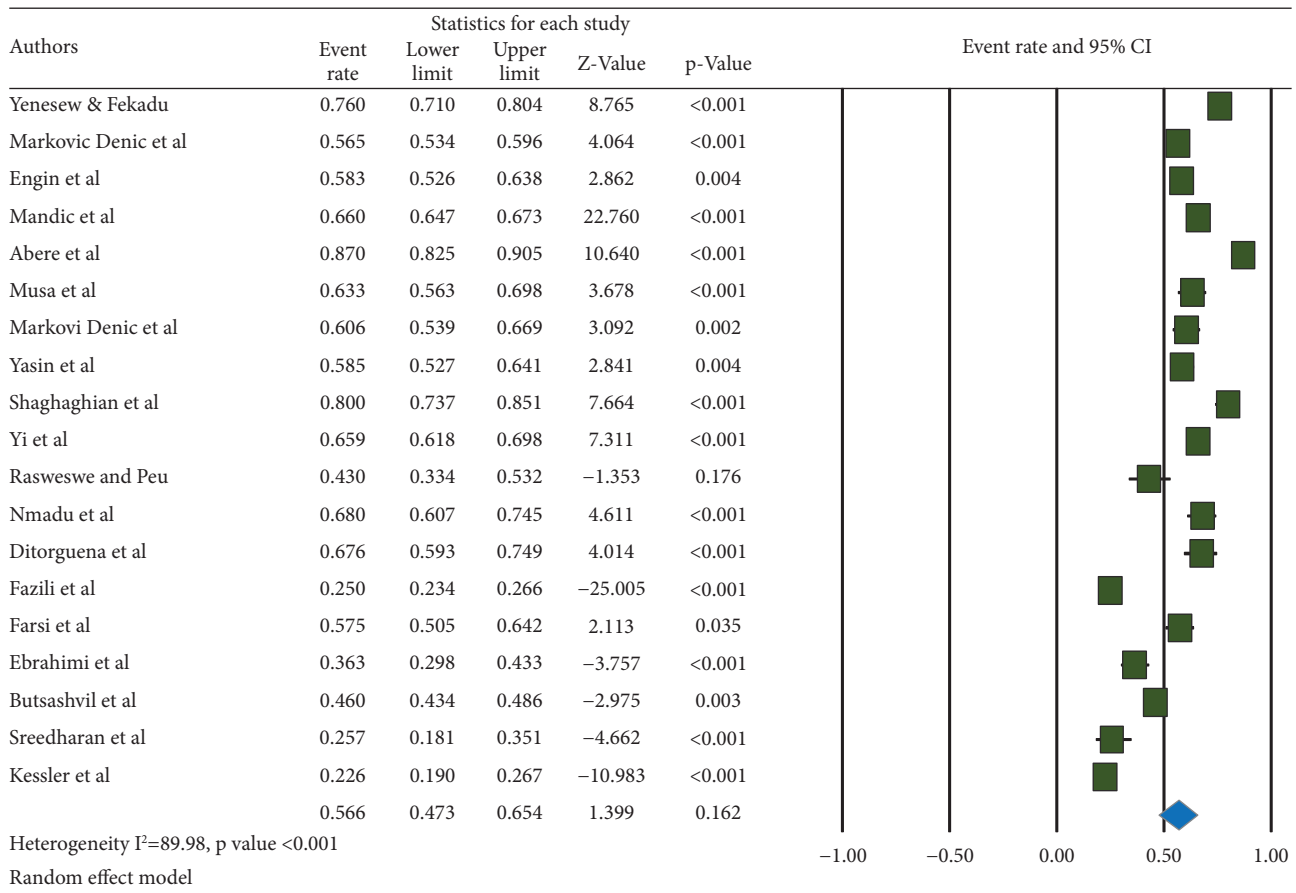 Statistics for each study
Authors Event rate Lower limit Upper limit Z-Value p-Value Event rate and 95% CI
Yenesew & Fekadu 0.760 0.710 0.804 8.765 <0.001
Markovic Denic et al 0.565 0.534 0.596 4.064 <0.001
Engin et al 0.583 0.526 0.638 2.862 0.004
Mandic et al 0.660 0.647 0.673 22.760 <0.001
Abere et al 0.870 0.825 0.905 10.640 <0.001
Musa et al 0.633 0.563 0.698 3.678 <0.001
Markovi Denic et al 0.606 0.539 0.669 3.092 0.002
Yasin et al 0.585 0.527 0.641 2.841 0.004
Shaghaghian et al 0.800 0.737 0.851 7.664 <0.001
Yi et al 0.659 0.618 0.698 7.311 <0.001
Rasweswe and Peu 0.430 0.334 0.532 −1.353 0.176
Nmadu et al 0.680 0.607 0.745 4.611 <0.001
Ditorguena et al 0.676 0.593 0.749 4.014 <0.001
Fazili et al 0.250 0.234 0.266 −25.005 <0.001
Farsi et al 0.575 0.505 0.642 2.113 0.035
Ebrahimi et al 0.363 0.298 0.433 −3.757 <0.001
Butsashvil et al 0.460 0.434 0.486 −2.975 0.003
Sreedharan et al 0.257 0.181 0.351 −4.662 <0.001
Kessler et al 0.226 0.190 0.267 −10.983 <0.001
0.566 0.473 0.654 1.399 0.162
Heterogeneity I²=89.98, p value <0.001
−1.00 −0.50 0.00 0.50 1.00
Random effect model